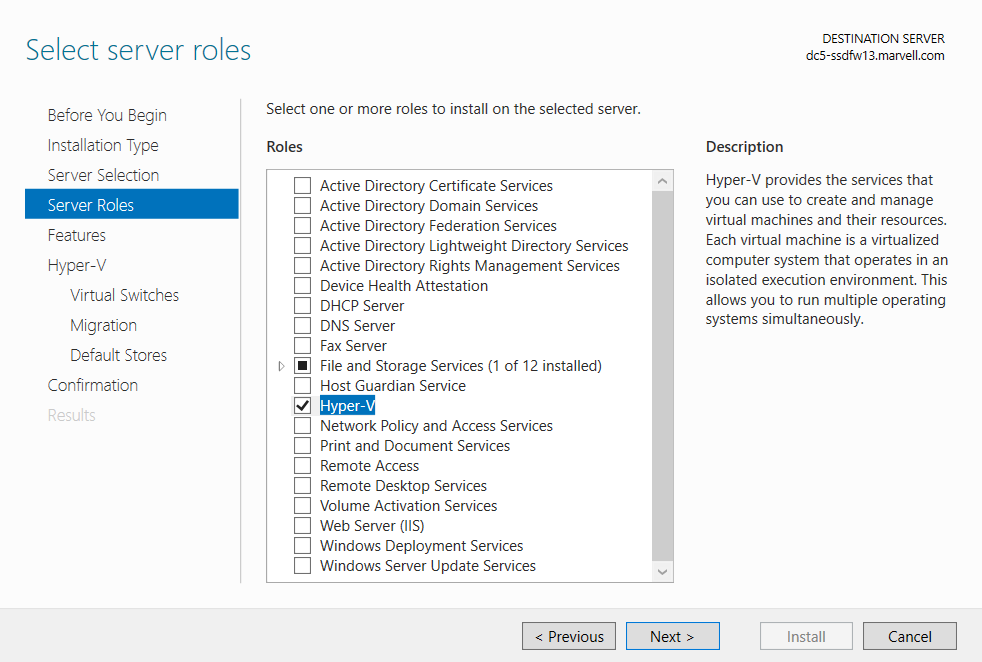 Select server roles
DESTINATION SERVER
dc5-ssdfw13.marvell.com
Before You Begin
Installation Type
Server Selection
Server Roles
Features
Hyper-V
Virtual Switches
Migration
Default Stores
Confirmation
Results
Select one or more roles to install on the selected server.
Roles
Active Directory Certificate Services
Active Directory Domain Services
Active Directory Federation Services
Active Directory Lightweight Directory Services
Active Directory Rights Management Services
Device Health Attestation
DHCP Server
DNS Server
Fax Server
File and Storage Services (1 of 12 installed)
Host Guardian Service
Hyper-V
Network Policy and Access Services
Print and Document Services
Remote Access
Remote Desktop Services
Volume Activation Services
Web Server (IIS)
Windows Deployment Services
Windows Server Update Services
Description
Hyper-V provides the services that
you can use to create and manage
virtual machines and their resources.
Each virtual machine is a virtualized
computer system that operates in an
isolated execution environment. This
allows you to run multiple operating
systems simultaneously.
< Previous
Next >
Install
Cancel